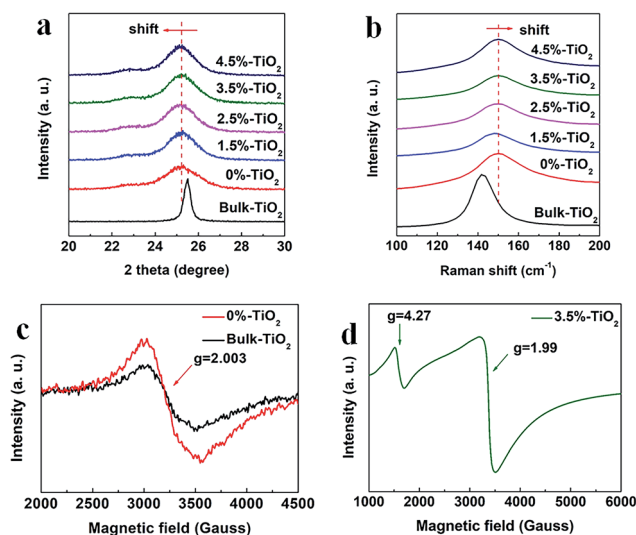 a
shift
4.5%-TiO2
3.5%-TiO2
2.5%-TiO2
1.5%-TiO2
0%-TiO2
Bulk-TiO2
Intensity (a. u.)
20 22 24 26 28 30
2 theta (degree)
b
shift
4.5%-TiO2
3.5%-TiO2
2.5%-TiO2
1.5%-TiO2
0%-TiO2
Bulk-TiO2
Intensity (a. u.)
100 120 140 160 180 200
Raman shift (cm-1)
c
0%-TiO2
Bulk-TiO2
g=2.003
Intensity (a. u.)
2000 2500 3000 3500 4000 4500
Magnetic field (Gauss)
d
3.5%-TiO2
g=4.27
g=1.99
Intensity (a. u.)
1000 2000 3000 4000 5000 6000
Magnetic field (Gauss)